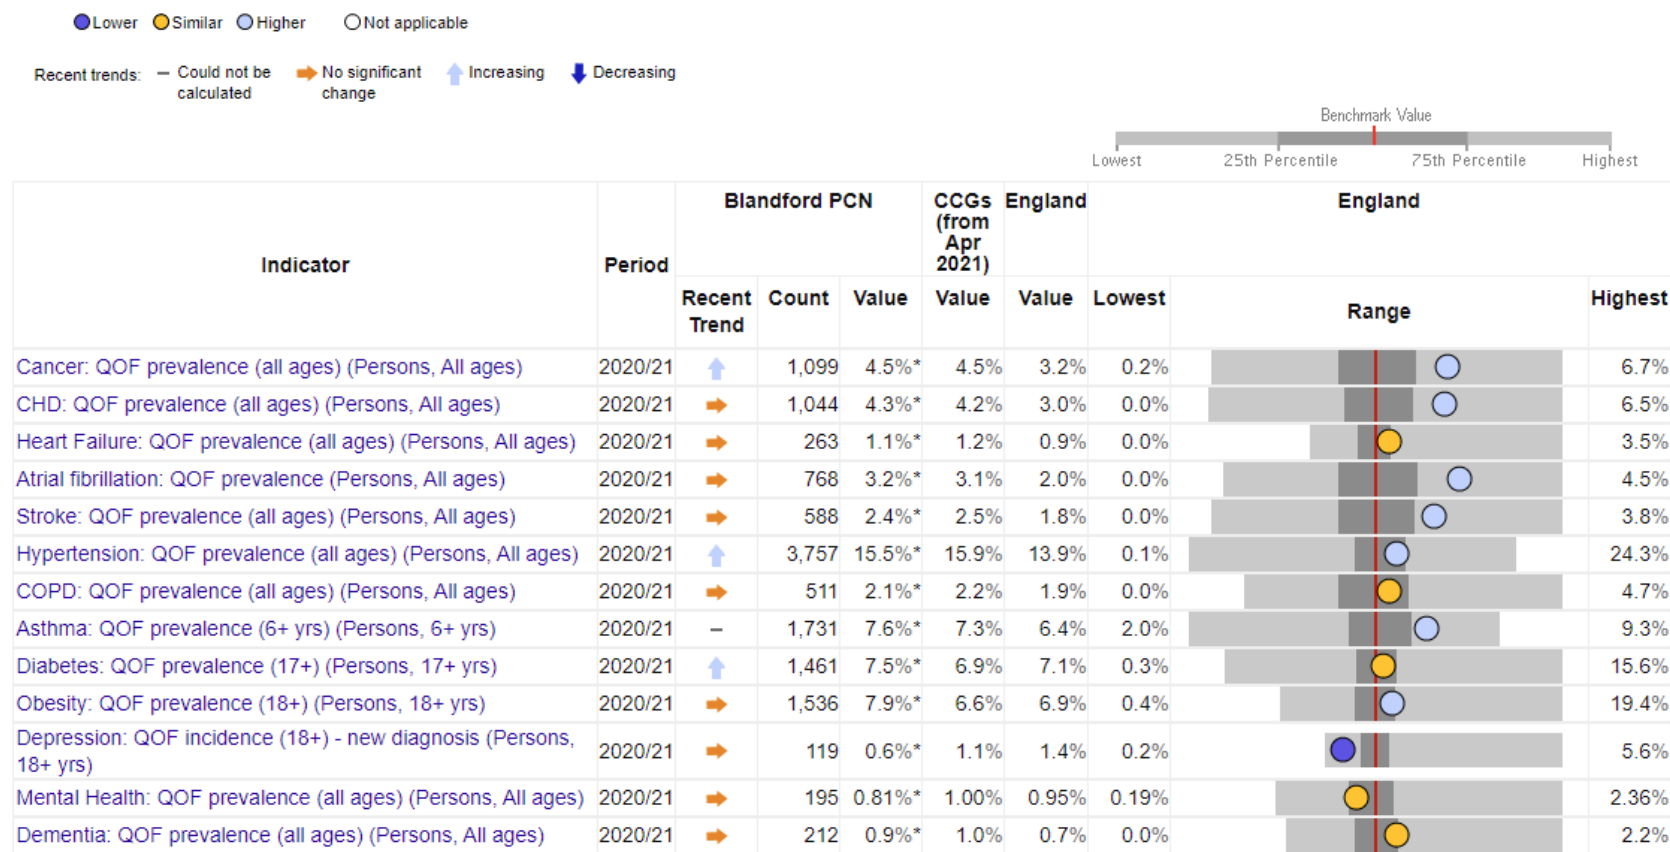 Lower Similar Higher Not applicable
Recent trends: – Could not be calculated No significant change Increasing Decreasing
Benchmark Value
Lowest 25th Percentile 75th Percentile Highest
Indicator Period Blandford PCN CCGs (from Apr 2021) England England
Recent Trend Count Value Value Value Lowest Range Highest
Cancer: QOF prevalence (all ages) (Persons, All ages) 2020/21 1,099 4.5%* 4.5% 3.2% 0.2% 6.7%
CHD: QOF prevalence (all ages) (Persons, All ages) 2020/21 1,044 4.3%* 4.2% 3.0% 0.0% 6.5%
Heart Failure: QOF prevalence (all ages) (Persons, All ages) 2020/21 263 1.1%* 1.2% 0.9% 0.0% 3.5%
Atrial fibrillation: QOF prevalence (Persons, All ages) 2020/21 768 3.2%* 3.1% 2.0% 0.0% 4.5%
Stroke: QOF prevalence (all ages) (Persons, All ages) 2020/21 588 2.4%* 2.5% 1.8% 0.0% 3.8%
Hypertension: QOF prevalence (all ages) (Persons, All ages) 2020/21 3,757 15.5%* 15.9% 13.9% 0.1% 24.3%
COPD: QOF prevalence (all ages) (Persons, All ages) 2020/21 511 2.1%* 2.2% 1.9% 0.0% 4.7%
Asthma: QOF prevalence (6+ yrs) (Persons, 6+ yrs) 2020/21 – 1,731 7.6%* 7.3% 6.4% 2.0% 9.3%
Diabetes: QOF prevalence (17+) (Persons, 17+ yrs) 2020/21 1,461 7.5%* 6.9% 7.1% 0.3% 15.6%
Obesity: QOF prevalence (18+) (Persons, 18+ yrs) 2020/21 1,536 7.9%* 6.6% 6.9% 0.4% 19.4%
Depression: QOF incidence (18+) - new diagnosis (Persons,
18+ yrs) 2020/21 119 0.6%* 1.1% 1.4% 0.2% 5.6%
Mental Health: QOF prevalence (all ages) (Persons, All ages) 2020/21 195 0.81%* 1.00% 0.95% 0.19% 2.36%
Dementia: QOF prevalence (all ages) (Persons, All ages) 2020/21 212 0.9%* 1.0% 0.7% 0.0% 2.2%